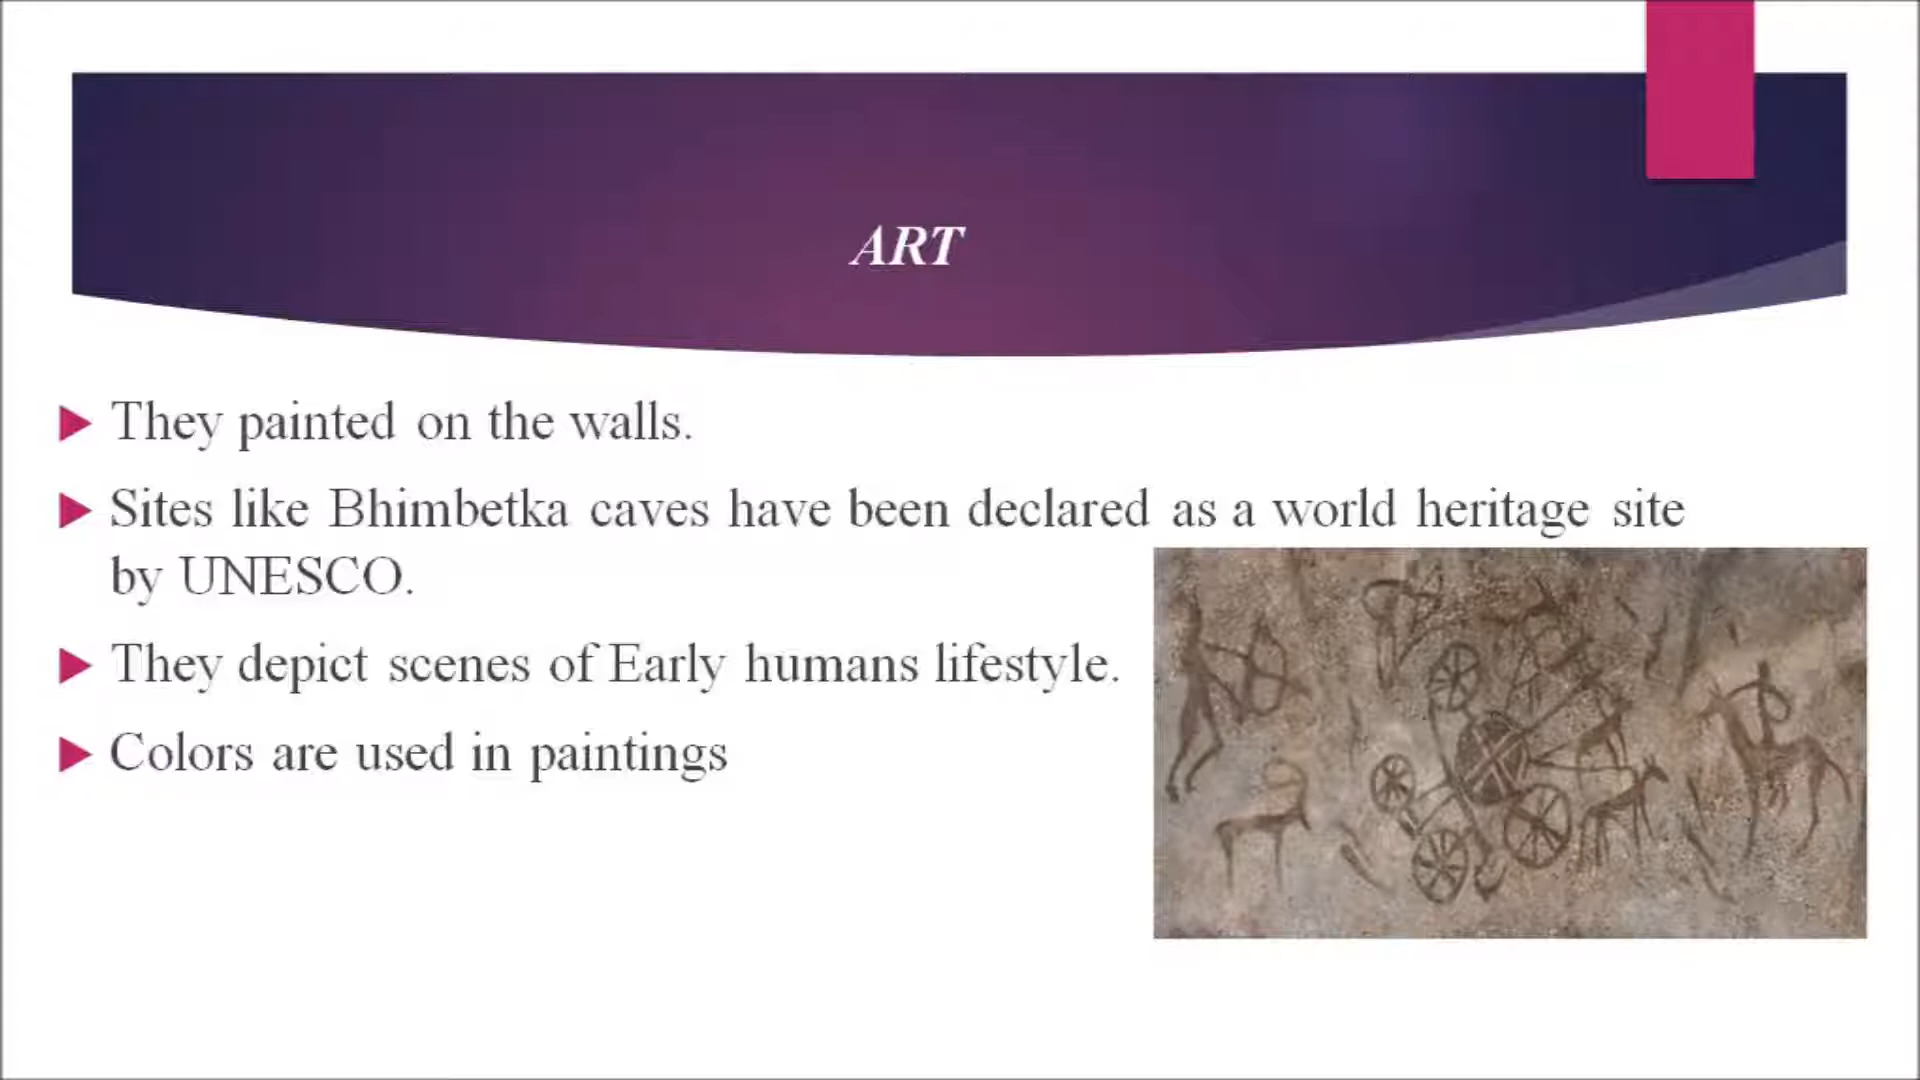 ART
They painted on the walls.
Sites like Bhimbetka caves have been declared as a world heritage site
by UNESCO.
They depict scenes of Early humans lifestyle.
Colors are used in paintings